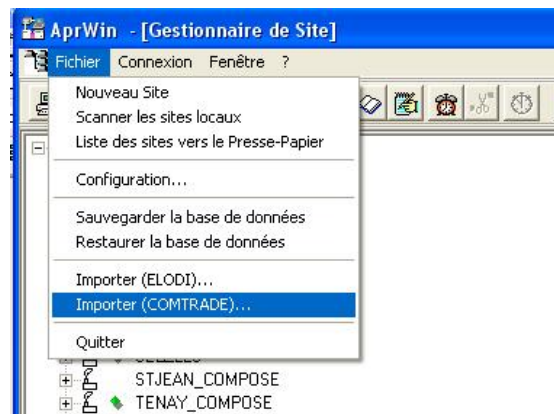 AprWin - [Gestionnaire de Site]
Fichier Connexion Fenêtre ?
Nouveau Site
Scanner les sites locaux
Liste des sites vers le Presse-Papier
Configuration...
Sauvegarder la base de données
Restaurer la base de données
Importer (ELODI)...
Importer (COMTRADE)...
Quitter
STJEAN_COMPOSE
TENAY_COMPOSE